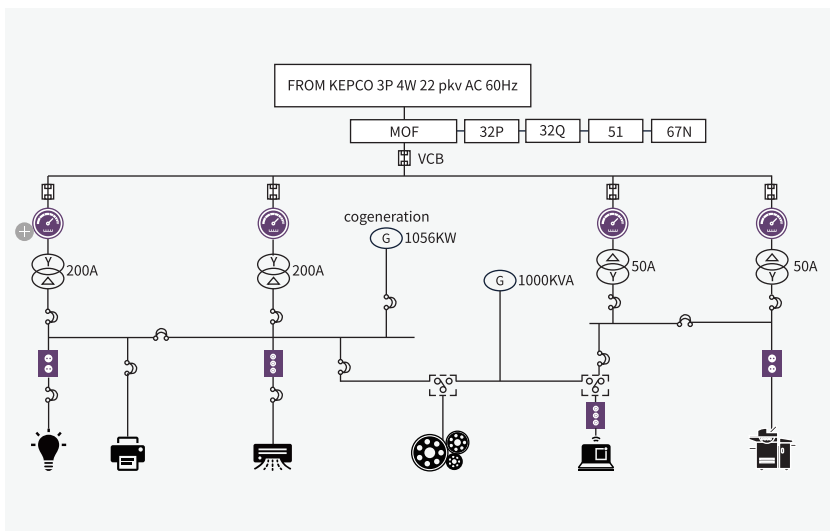 FROM KEPCO 3P 4W 22 pkv AC 60Hz
MOF 32P 32Q 51 67N
VCB
cogeneration
G 1056KW
Y 200A
Y 200A
G 1000KVA
50A
Y
50A
Y